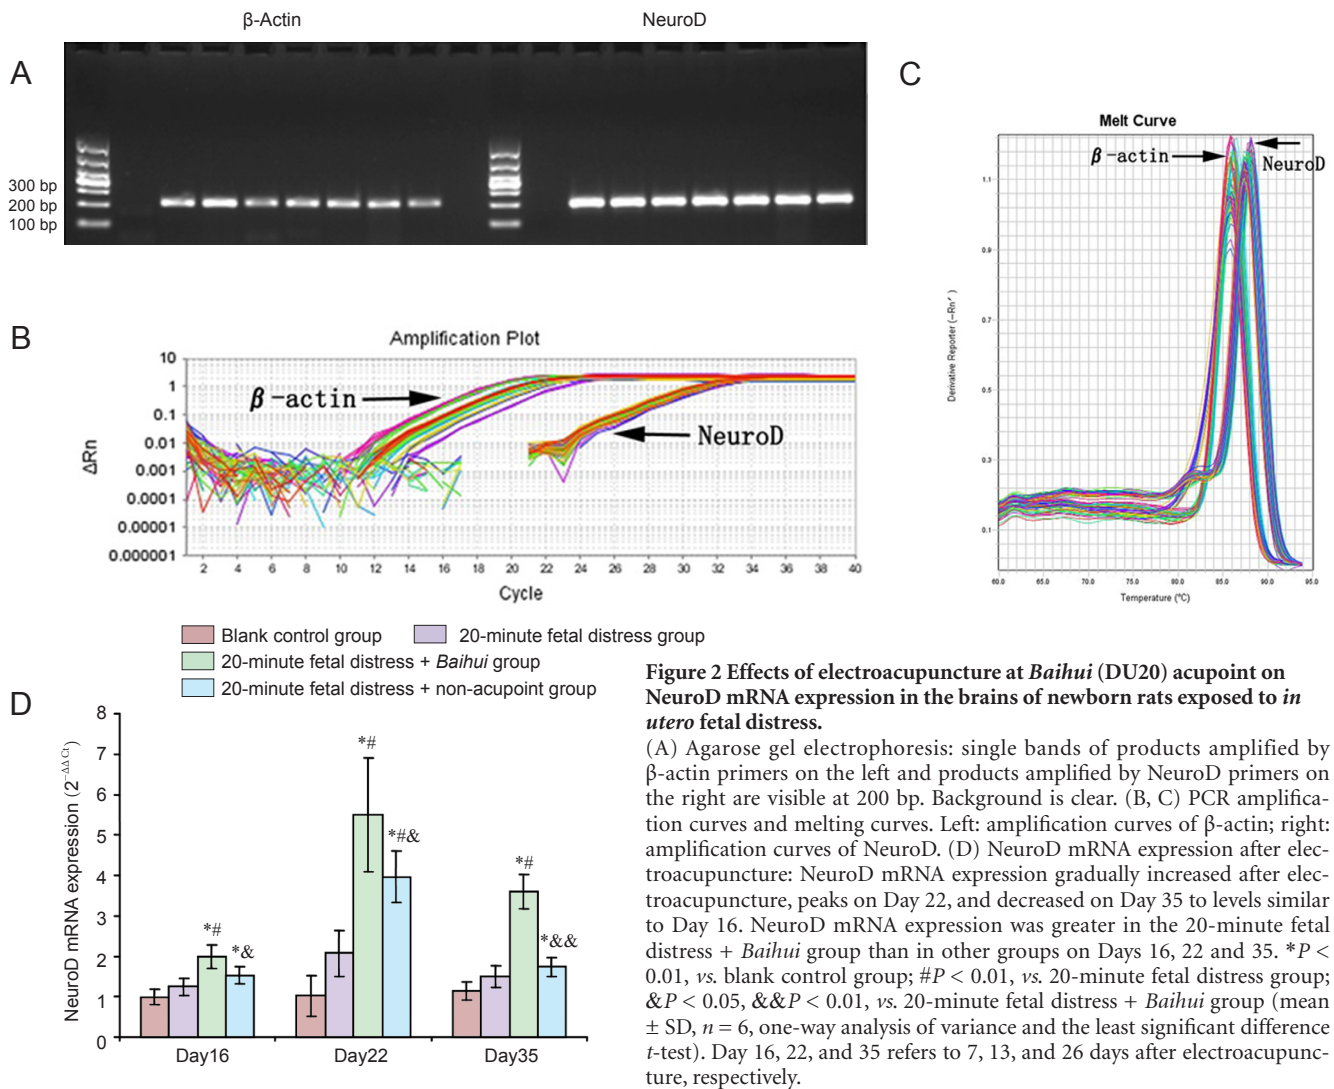 β-Actin
NeuroD
A
300 bp
200 bp
100 bp
C
Melt Curve
β-actin
NeuroD
Derivative Reporter (-Rn′)
1.1
0.9
0.7
0.5
0.3
0.1
60.0 65.0 70.0 75.0 80.0 85.0 90.0 95.0
Temperature (°C)
B
Amplification Plot
ΔRn
10
1
0.1
0.01
0.001
0.0001
0.00001
0.000001
β-actin
NeuroD
2 4 6 8 10 12 14 16 18 20 22 24 26 28 30 32 34 36 38 40
Cycle
Blank control group 20-minute fetal distress group
20-minute fetal distress + Baihui group
20-minute fetal distress + non-acupoint group
D
NeuroD mRNA expression (2−ΔΔCt)
8
7
6
5
4
3
2
1
0
*#
*&
*#
*#&
*#
*&&
Day16 Day22 Day35
Figure 2 Effects of electroacupuncture at Baihui (DU20) acupoint on
NeuroD mRNA expression in the brains of newborn rats exposed to in
utero fetal distress.
(A) Agarose gel electrophoresis: single bands of products amplified by
β-actin primers on the left and products amplified by NeuroD primers on
the right are visible at 200 bp. Background is clear. (B, C) PCR amplifica-
tion curves and melting curves. Left: amplification curves of β-actin; right:
amplification curves of NeuroD. (D) NeuroD mRNA expression after elec-
troacupuncture: NeuroD mRNA expression gradually increased after elec-
troacupuncture, peaks on Day 22, and decreased on Day 35 to levels similar
to Day 16. NeuroD mRNA expression was greater in the 20-minute fetal
distress + Baihui group than in other groups on Days 16, 22 and 35. *P <
0.01, vs. blank control group; #P < 0.01, vs. 20-minute fetal distress group;
&P < 0.05, &&P < 0.01, vs. 20-minute fetal distress + Baihui group (mean
± SD, n = 6, one-way analysis of variance and the least significant difference
t-test). Day 16, 22, and 35 refers to 7, 13, and 26 days after electroacupunc-
ture, respectively.